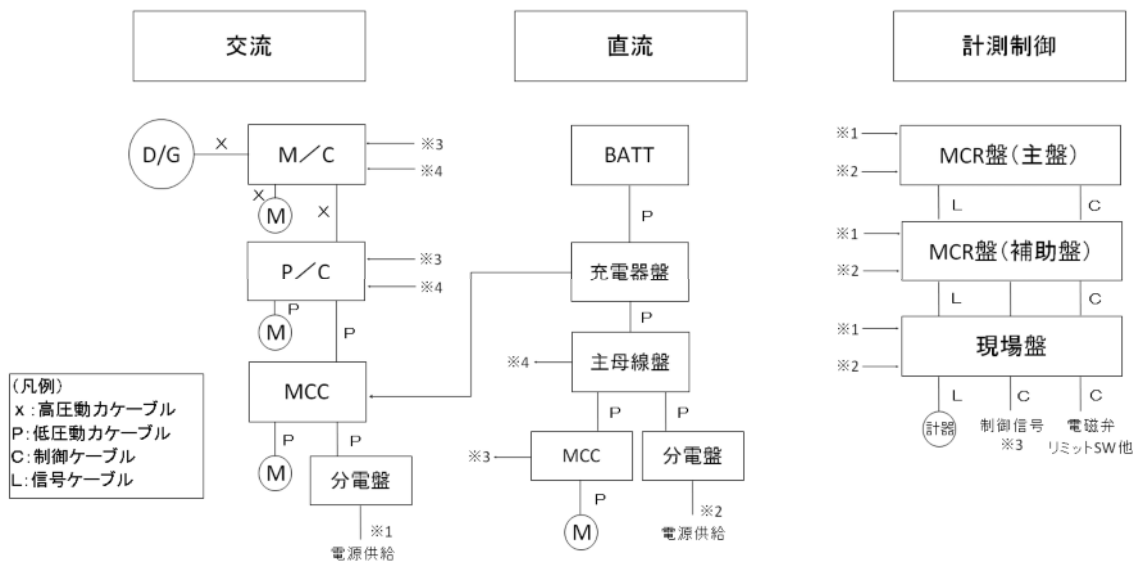 交流
直流
計測制御
D/G
X
M／C
※3
※4
X
M
X
P／C
※3
※4
P
M
P
MCC
P
M
P
分電盤
※1
電源供給
(凡例)
x：高圧動力ケーブル
P：低圧動力ケーブル
C：制御ケーブル
L：信号ケーブル
BATT
P
充電器盤
P
※4
主母線盤
P
P
※3
MCC
分電盤
P
M
※2
電源供給
※1
※2
MCR盤(主盤)
L
C
※1
※2
MCR盤(補助盤)
L
C
※1
※2
現場盤
L
C
C
計器
制御信号
※3
電磁弁
リミットSW他